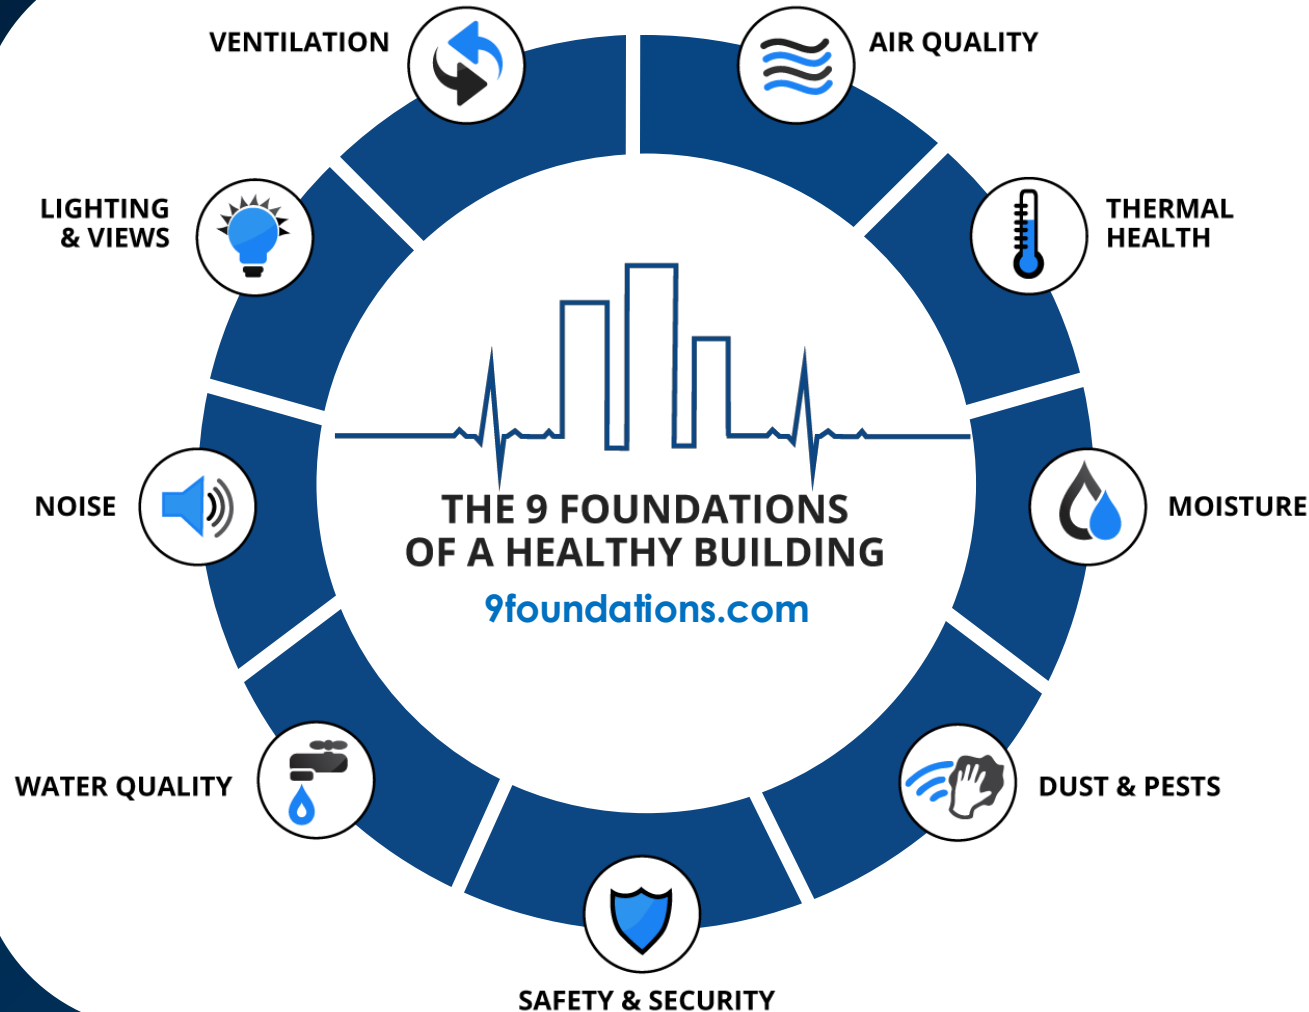 VENTILATION
AIR QUALITY
LIGHTING
& VIEWS
THERMAL
HEALTH
NOISE
THE 9 FOUNDATIONS
OF A HEALTHY BUILDING
9foundations.com
MOISTURE
WATER QUALITY
DUST & PESTS
SAFETY & SECURITY